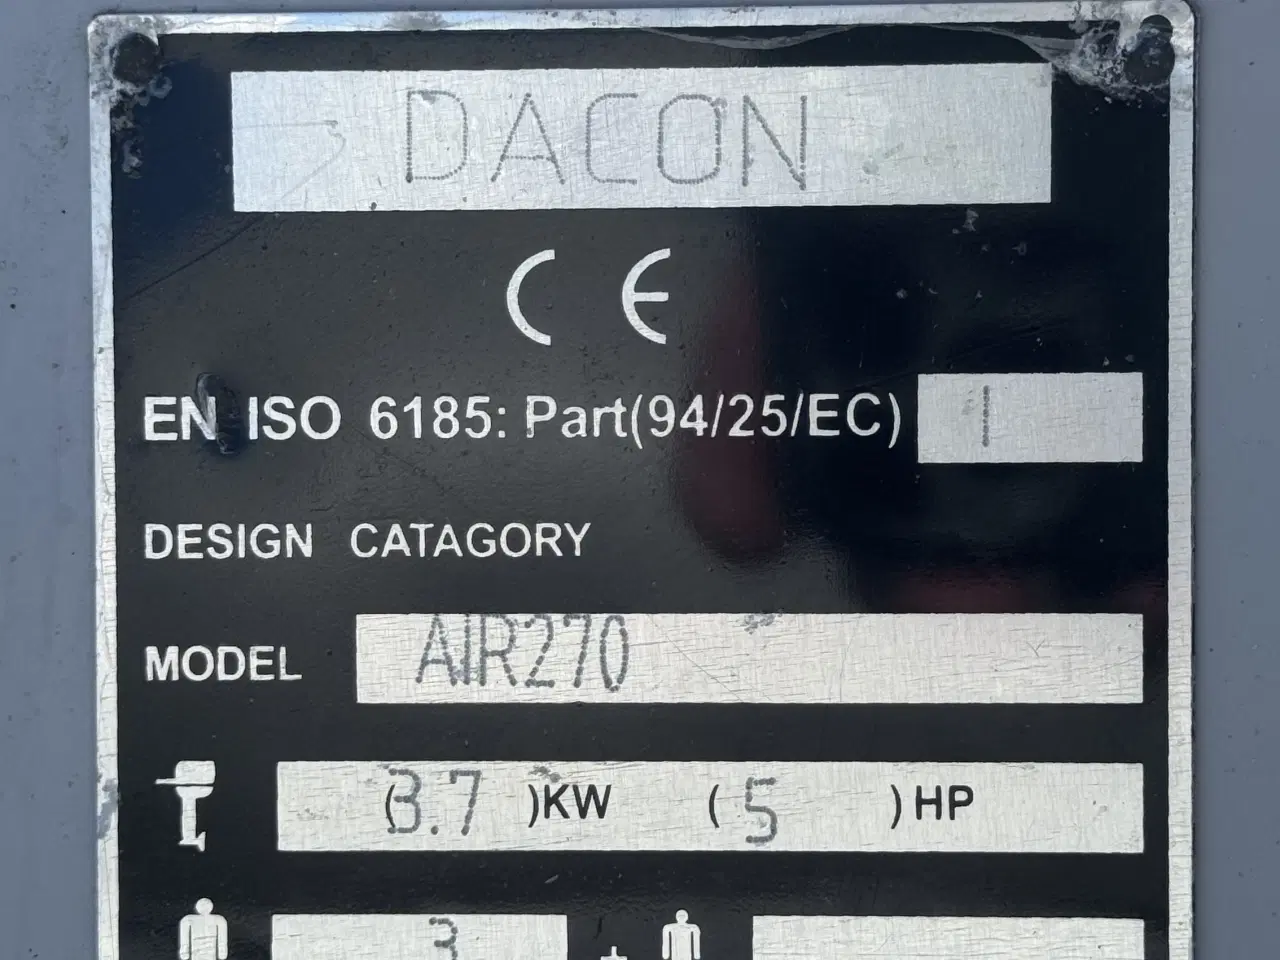 DACON
CE
EN ISO 6185: Part(94/25/EC) 1
DESIGN CATAGORY
MODEL AIR270
(3.7 )KW ( 5 ) HP
3 +